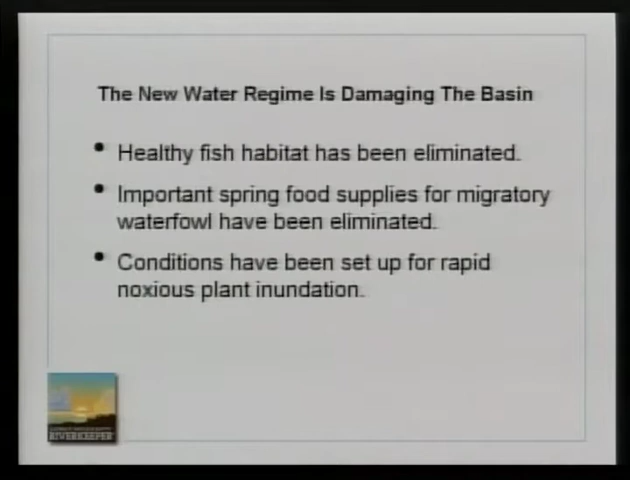 The New Water Regime Is Damaging The Basin
• Healthy fish habitat has been eliminated.
• Important spring food supplies for migratory
waterfowl have been eliminated.
• Conditions have been set up for rapid
noxious plant inundation.
RIVERKEEPER